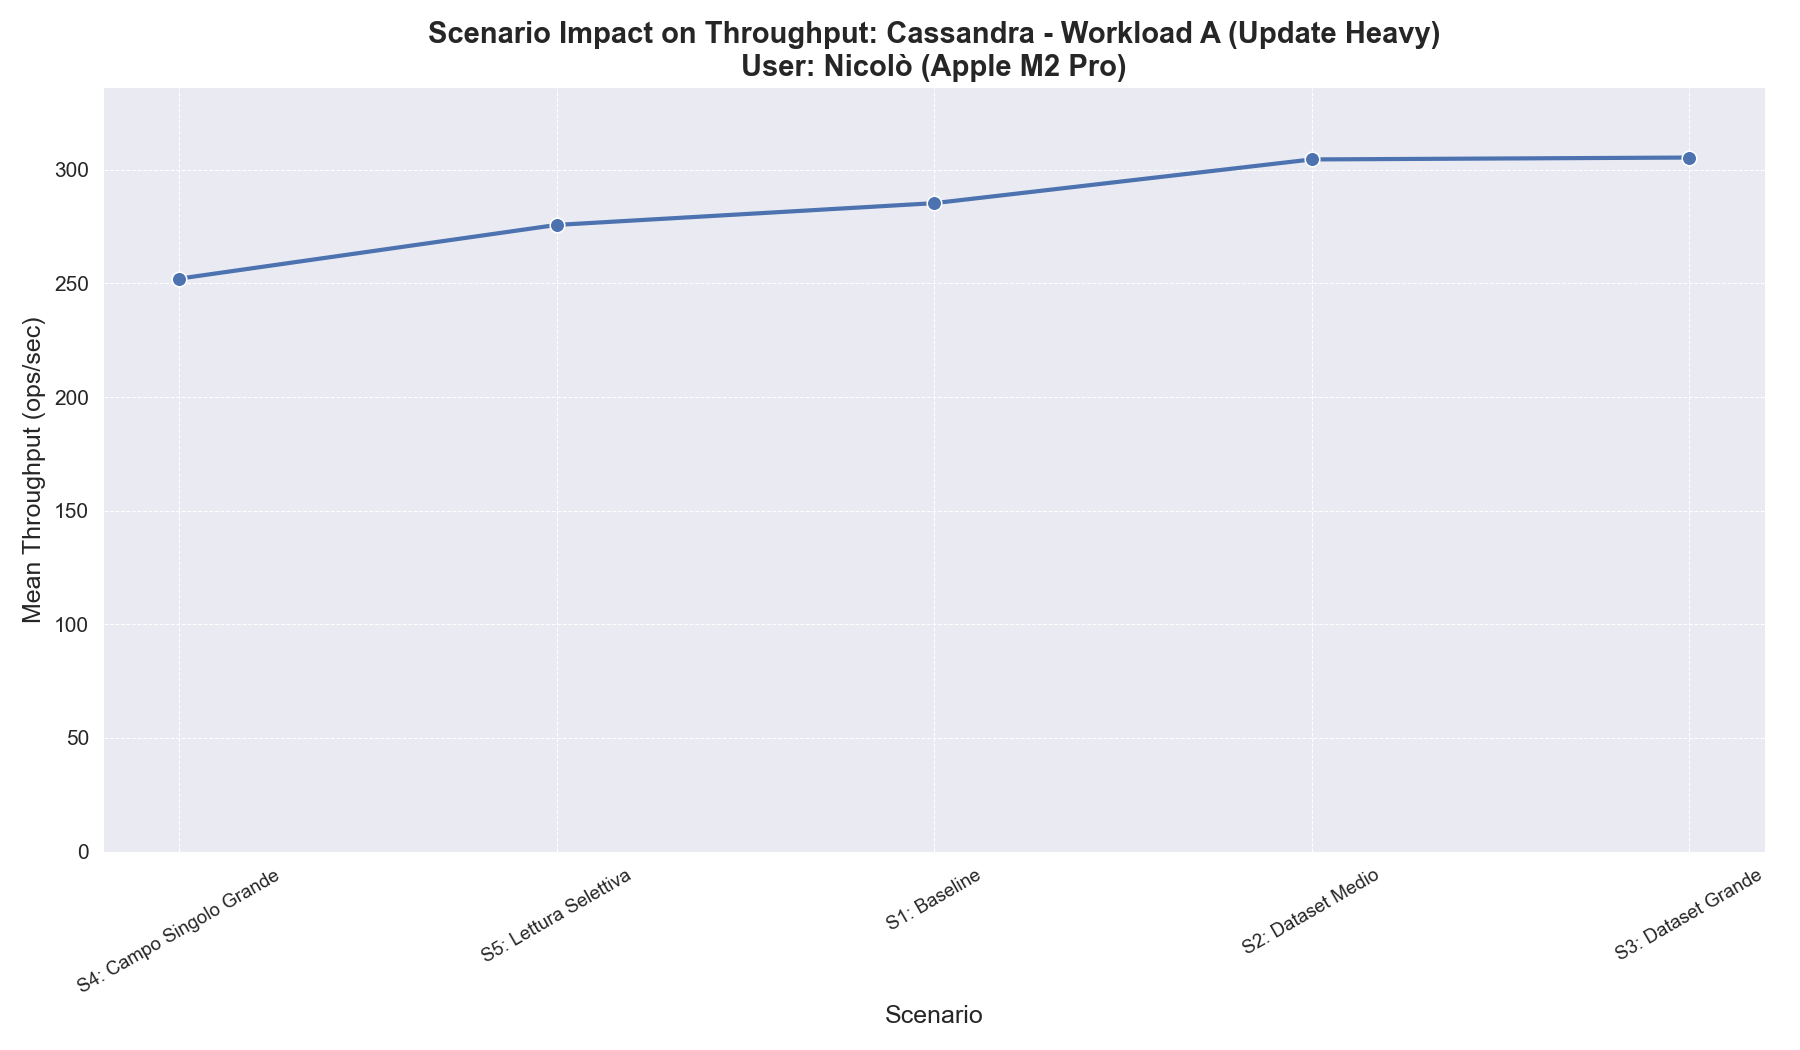 Scenario Impact on Throughput: Cassandra - Workload A (Update Heavy)
User: Nicolò (Apple M2 Pro)
Mean Throughput (ops/sec)
300
250
200
150
100
50
0
S4: Campo Singolo Grande
S5: Lettura Selettiva
S1: Baseline
S2: Dataset Medio
S3: Dataset Grande
Scenario